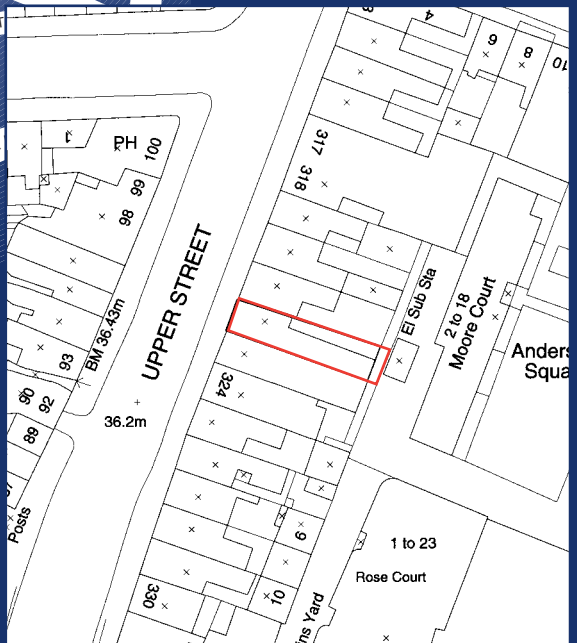 4
6
8
10
1
PH
100
99
98
317
318
UPPER STREET
BM 36.43m
El Sub Sta
2 to 18
Moore Court
Anders
Squa
93
90
92
89
324
36.2m
Posts
6
1 to 23
Rose Court
10
330
ns Yard